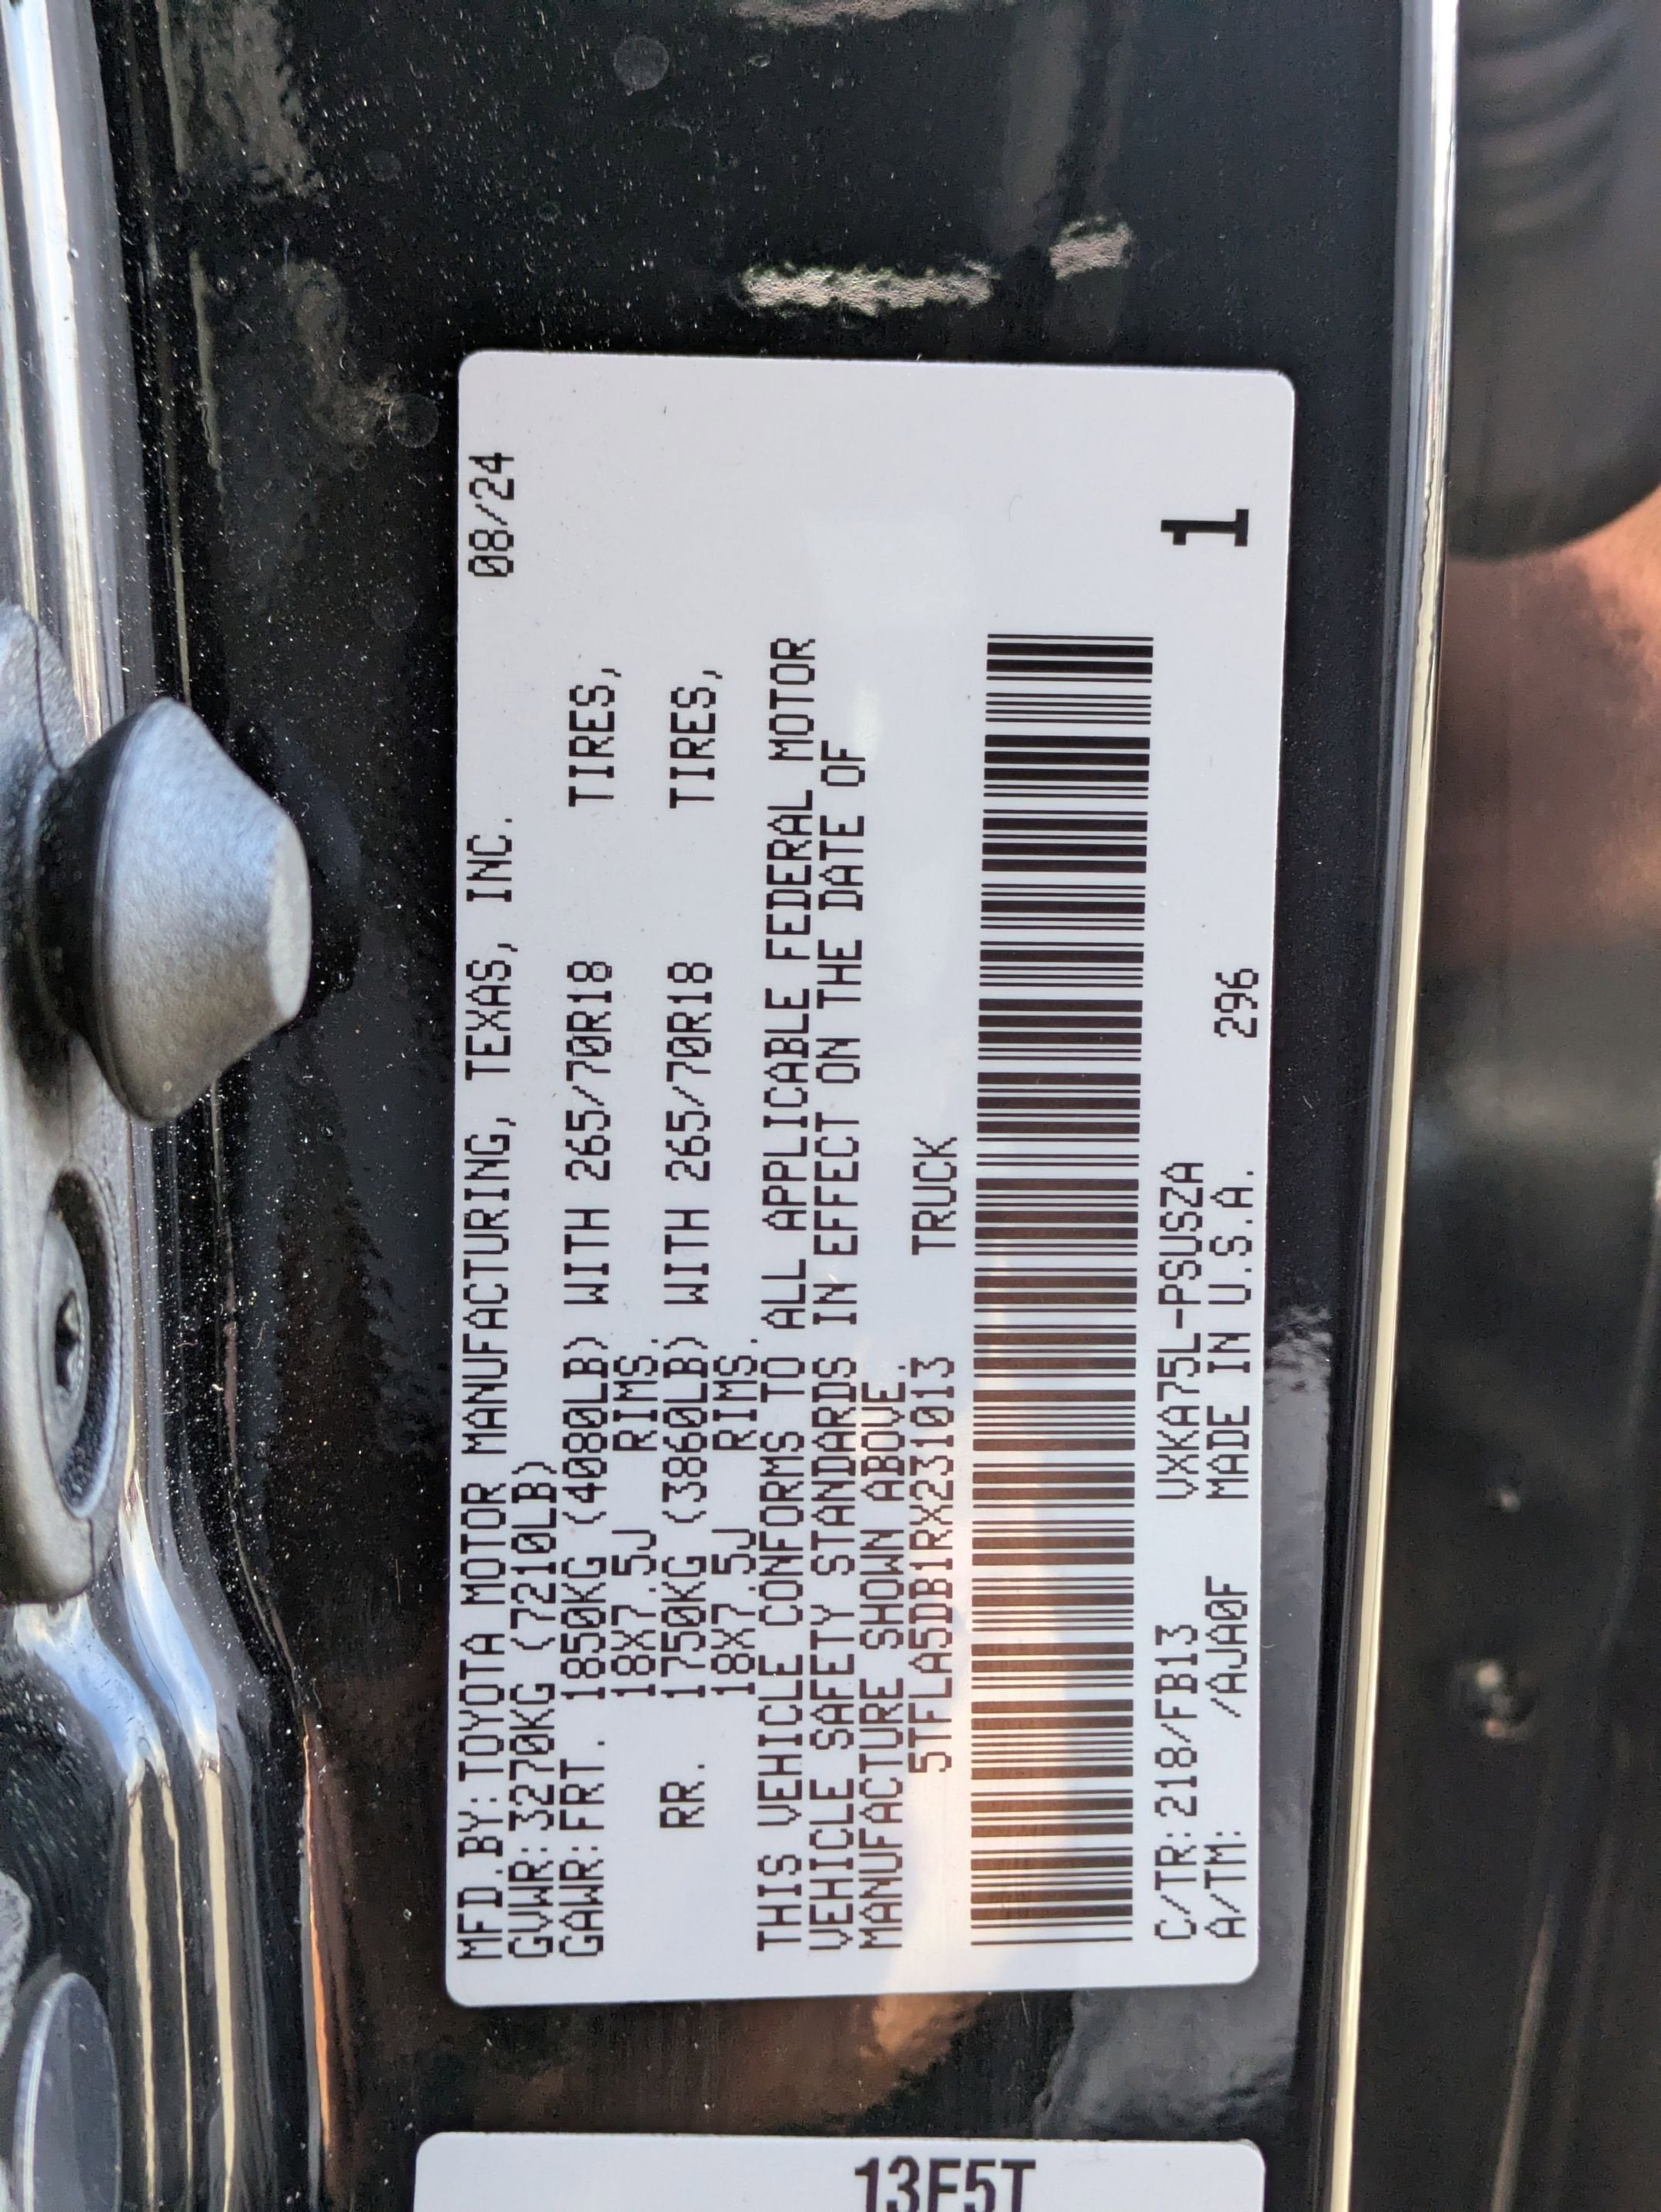 MFD.BY:TOYOTA MOTOR MANUFACTURING, TEXAS, INC. 08/24
GVWR:3270KG (7210LB)
GAWR:FRT. 1850KG (4080LB) WITH 265/70R18 TIRES,
18X7.5J RIMS.
RR. 1750KG (3860LB) WITH 265/70R18 TIRES,
18X7.5J RIMS.
THIS VEHICLE CONFORMS TO ALL APPLICABLE FEDERAL MOTOR
VEHICLE SAFETY STANDARDS IN EFFECT ON THE DATE OF
MANUFACTURE SHOWN ABOVE.
5TFLA5DB1RX231013 TRUCK
C/TR:218/FB13 VXKA75L-PSUSZA 1
A/TM: /AJA0F MADE IN U.S.A. 296
13E5T